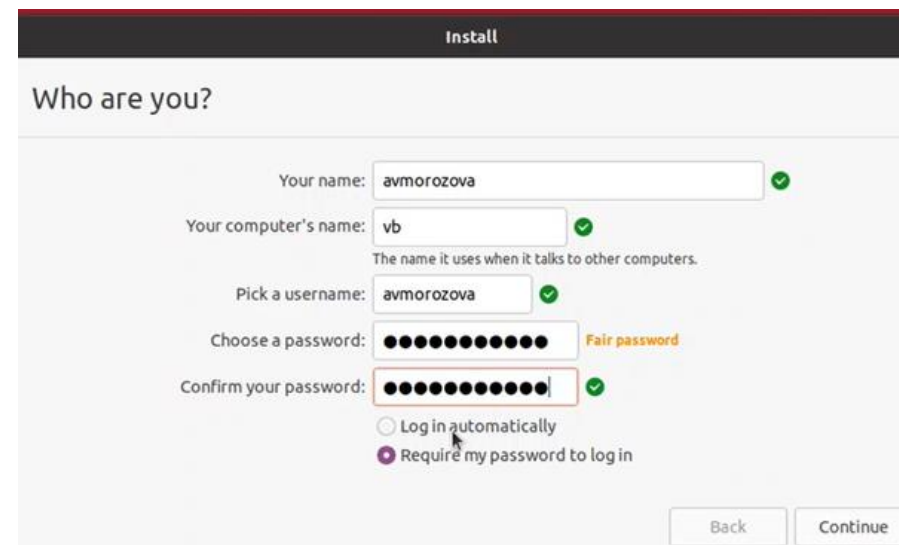 Install
Who are you?
Your name: avmorozova
Your computer's name: vb
The name it uses when it talks to other computers.
Pick a username: avmorozova
Choose a password: ●●●●●●●●●●● Fair password
Confirm your password: ●●●●●●●●●●●
Log in automatically
Require my password to log in
Back Continue